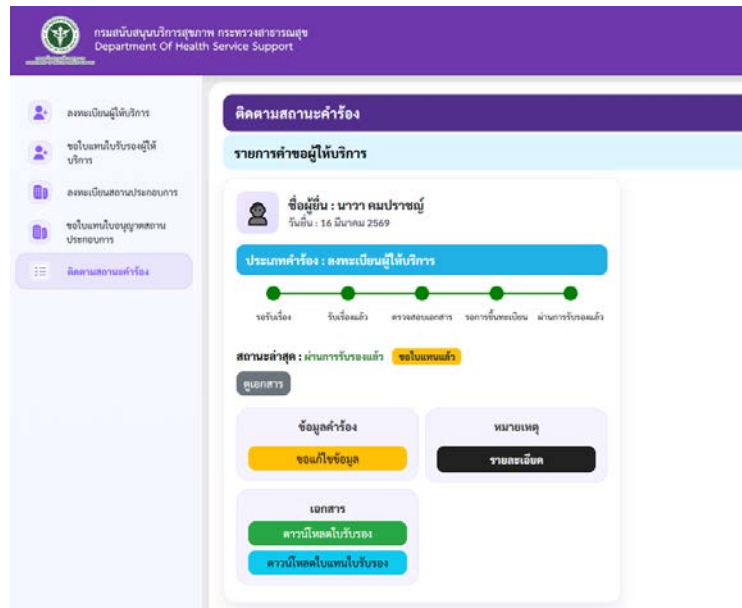 กรมสนับสนุนบริการสุขภาพ กระทรวงสาธารณสุข
Department Of Health Service Support
ลงทะเบียนผู้ให้บริการ
ขอใบแทนใบรับรองผู้ให้
บริการ
ลงทะเบียนสถานประกอบการ
ขอใบแทนใบอนุญาตสถาน
ประกอบการ
ติดตามสถานะคำร้อง
ติดตามสถานะคำร้อง
รายการคำขอผู้ให้บริการ
ชื่อผู้ยื่น : นาวา คมปราชญ์
วันยื่น : 16 มีนาคม 2569
ประเภทคำร้อง : ลงทะเบียนผู้ให้บริการ
รอรับเรื่อง รับเรื่องแล้ว ตรวจสอบเอกสาร รอการขึ้นทะเบียน ผ่านการรับรองแล้ว
สถานะล่าสุด : ผ่านการรับรองแล้ว ขอใบแทนแล้ว
ดูเอกสาร
ข้อมูลคำร้อง
ขอแก้ไขข้อมูล
หมายเหตุ
รายละเอียด
เอกสาร
ดาวน์โหลดใบรับรอง
ดาวน์โหลดใบแทนใบรับรอง